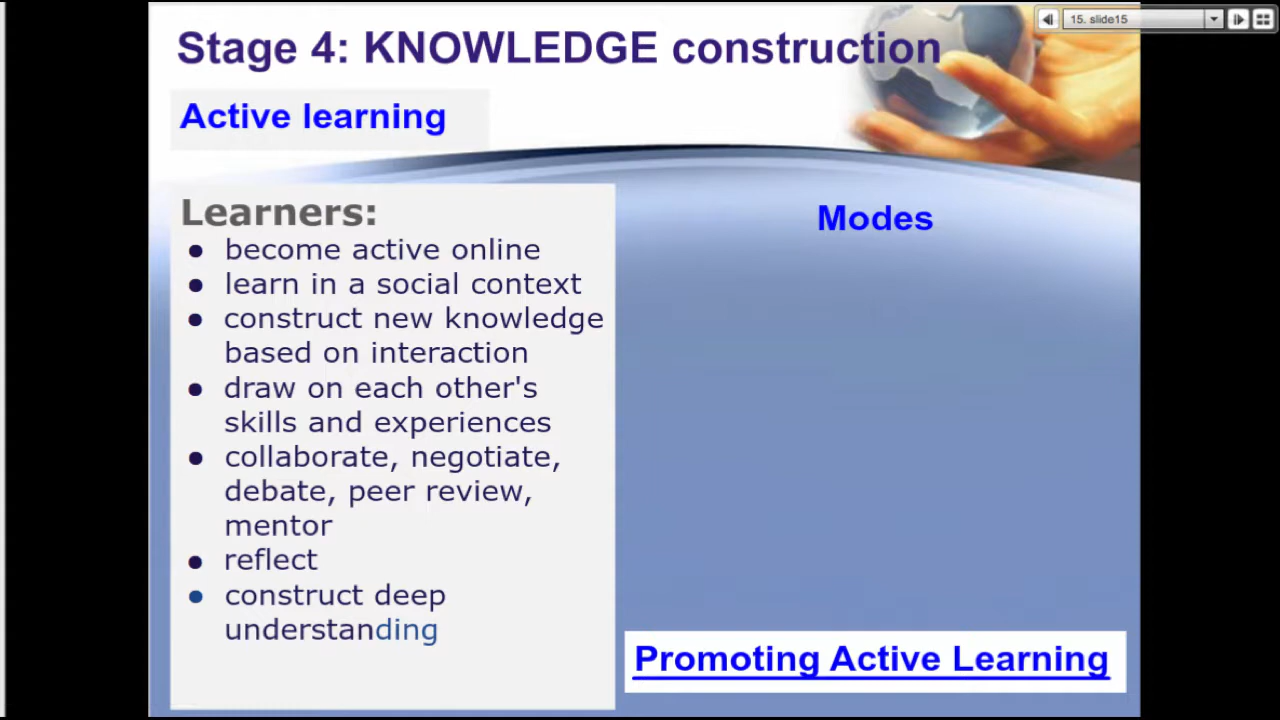 15. slide15
Stage 4: KNOWLEDGE construction
Active learning
Learners:
● become active online
● learn in a social context
● construct new knowledge
based on interaction
● draw on each other's
skills and experiences
● collaborate, negotiate,
debate, peer review,
mentor
● reflect
● construct deep
understanding
Modes
Promoting Active Learning